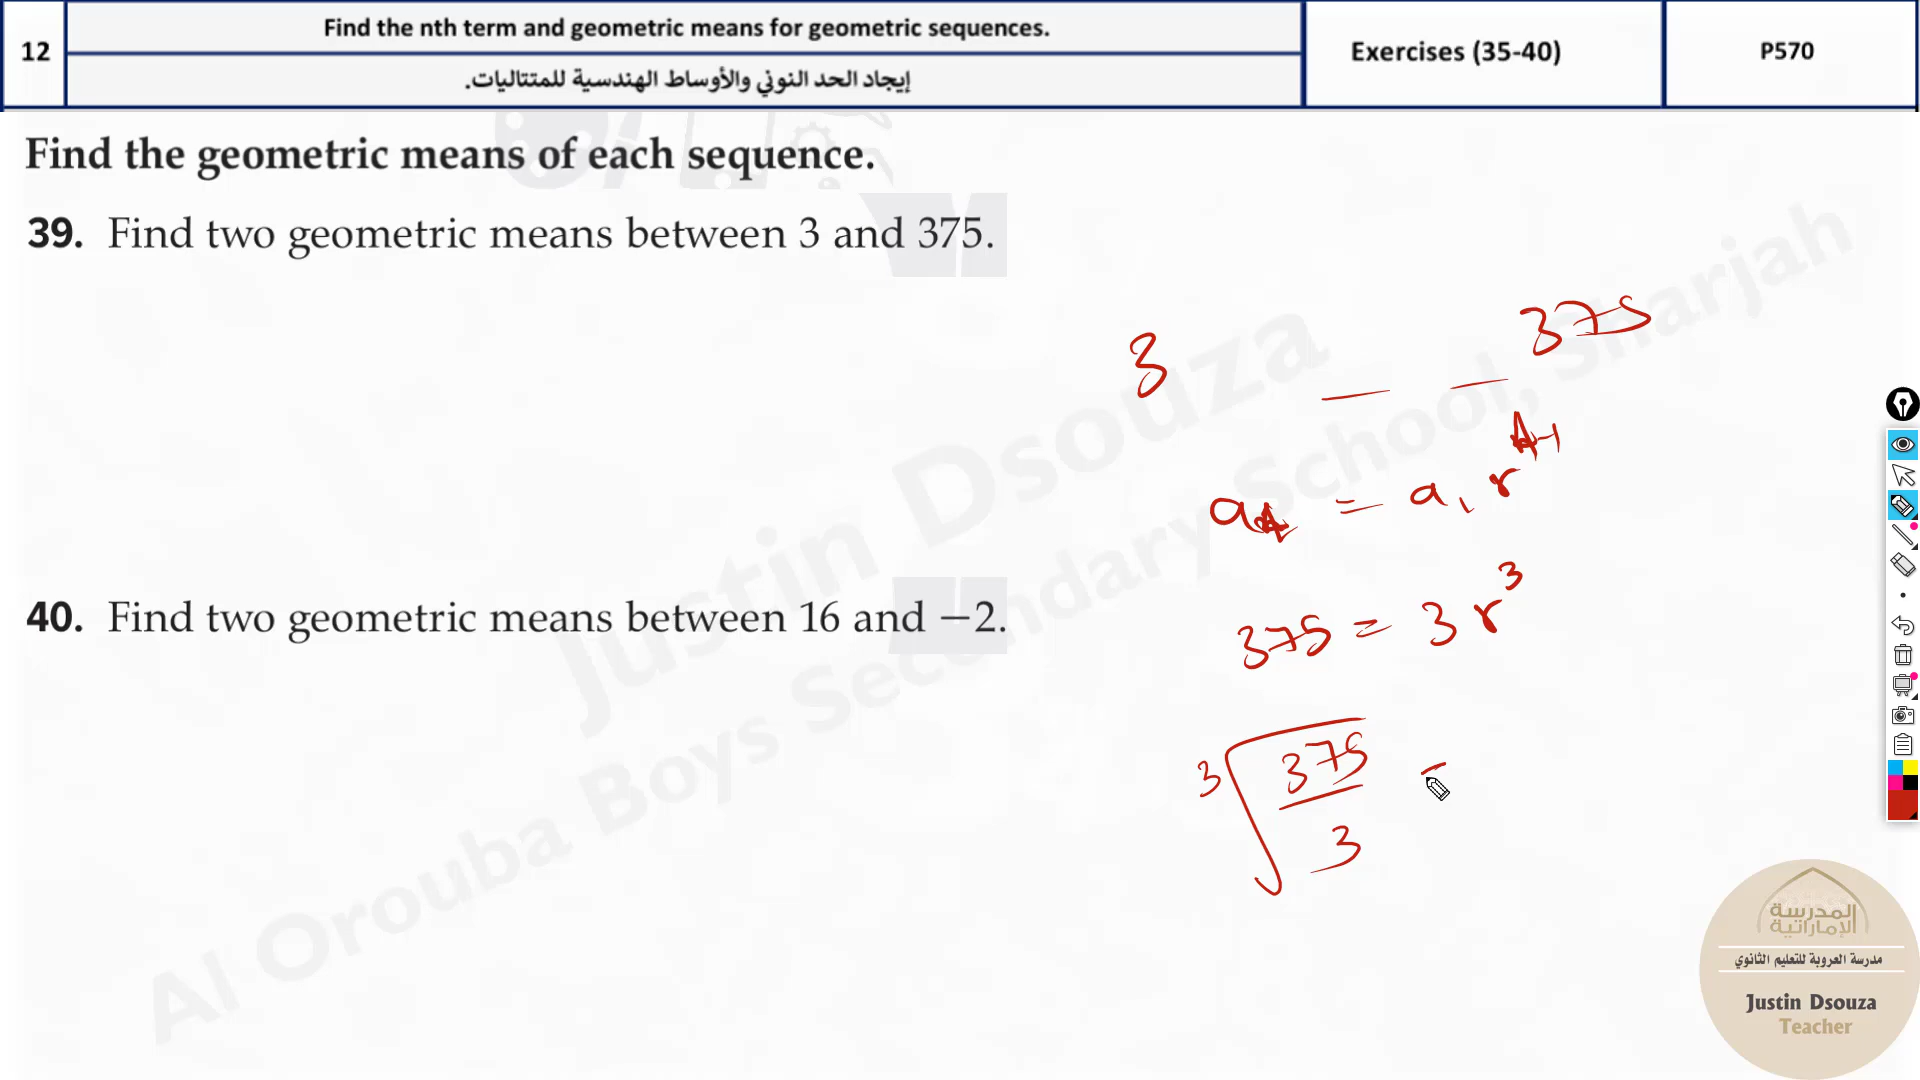 12
Find the nth term and geometric means for geometric sequences.
إيجاد الحد النوني والأوساط الهندسية للمتتاليات.
Exercises (35-40)
P570
Find the geometric means of each sequence.
39. Find two geometric means between 3 and 375.
3 _ _ 375
a₄ = a₁ r⁴⁻¹
375 = 3 r³
∛(375/3) =
40. Find two geometric means between 16 and −2.
Justin Dsouza
Al Orouba Boys Secondary School, Sharjah
المدرسة
الإماراتية
مدرسة العروبة للتعليم الثانوي
Justin Dsouza
Teacher